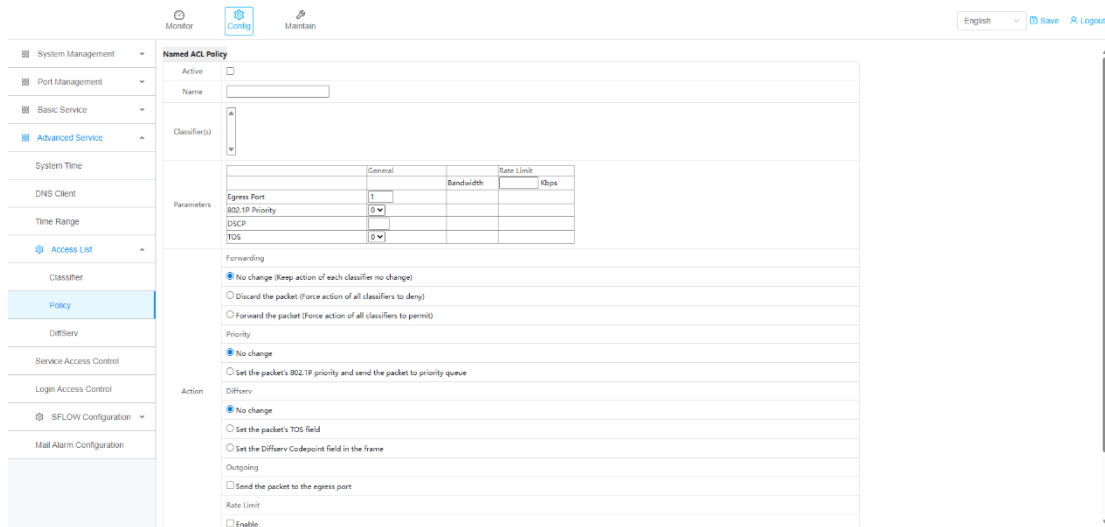 Monitor
Config
Maintain
English
Save
Logout
System Management
Port Management
Basic Service
Advanced Service
System Time
DNS Client
Time Range
Access List
Classifier
Policy
DiffServ
Service Access Control
Login Access Control
SFLOW Configuration
Mail Alarm Configuration
Named ACL Policy
Active
Name
Classifier(s)
Parameters
General
Rate Limit
Bandwidth
Kbps
Egress Port
1
802.1P Priority
0
DSCP
TOS
0
Action
Forwarding
No change (Keep action of each classifier no change)
Discard the packet (Force action of all classifiers to deny)
Forward the packet (Force action of all classifiers to permit)
Priority
No change
Set the packet's 802.1P priority and send the packet to priority queue
Diffserv
No change
Set the packet's TOS field
Set the Diffserv Codepoint field in the frame
Outgoing
Send the packet to the egress port
Rate Limit
Enable